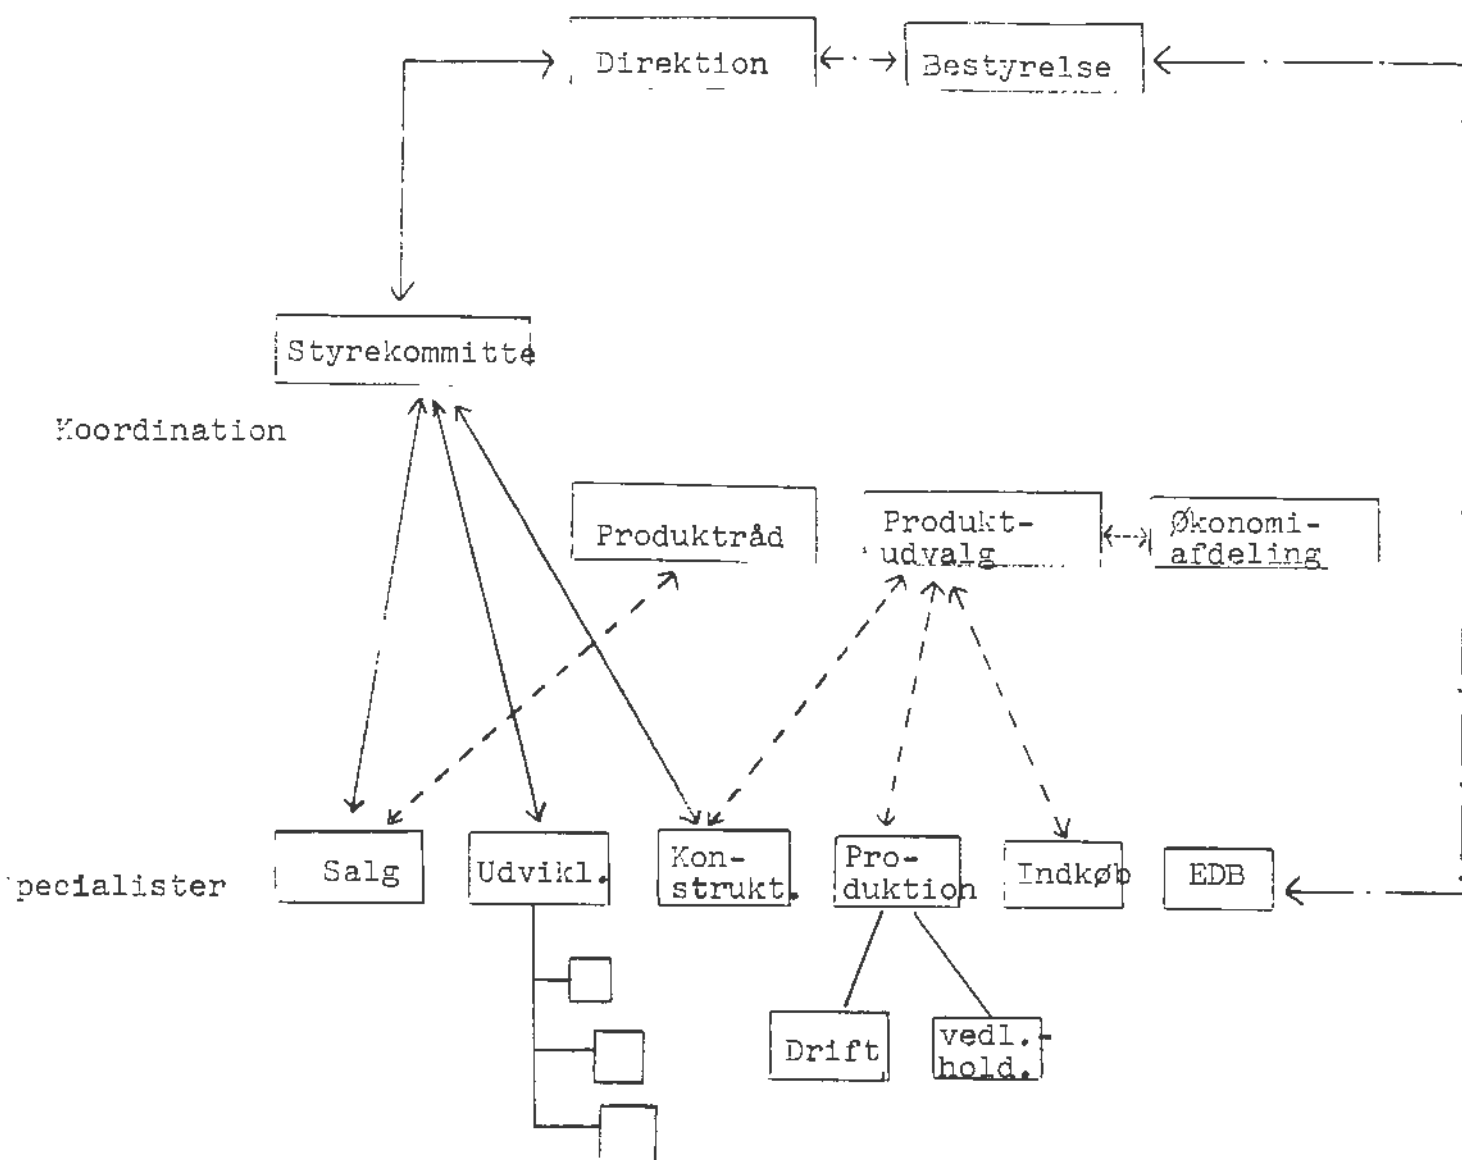 Direktion
Bestyrelse
Styrekommitte
Koordination
Produktråd
Produkt-
udvalg
Økonomi-
afdeling
pecialister
Salg
Udvikl.
Kon-
strukt.
Pro-
duktion
Indkøb
EDB
Drift
vedl.-
hold.